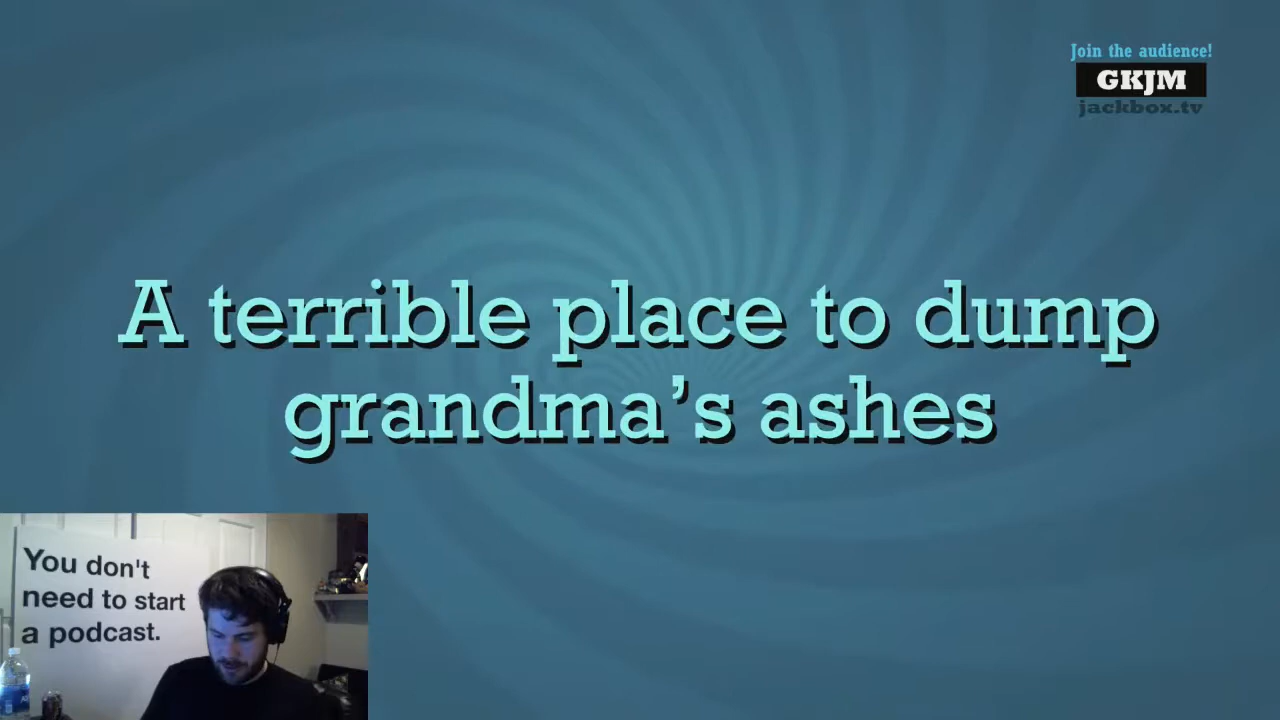 Join the audience!
GKJM
jackbox.tv
A terrible place to dump
grandma’s ashes
You don't
need to start
a podcast.